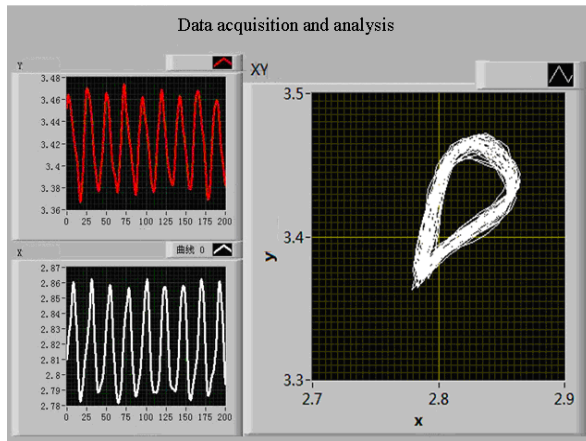 Data acquisition and analysis
Y
3.48
3.46
3.44
3.42
3.4
3.38
3.36
0 25 50 75 100 125 150 175 200
X
曲线 0
2.87
2.86
2.85
2.84
2.83
2.82
2.81
2.8
2.79
2.78
0 25 50 75 100 125 150 175 200
XY
3.5
3.4
3.3
y
2.7 2.8 2.9
x